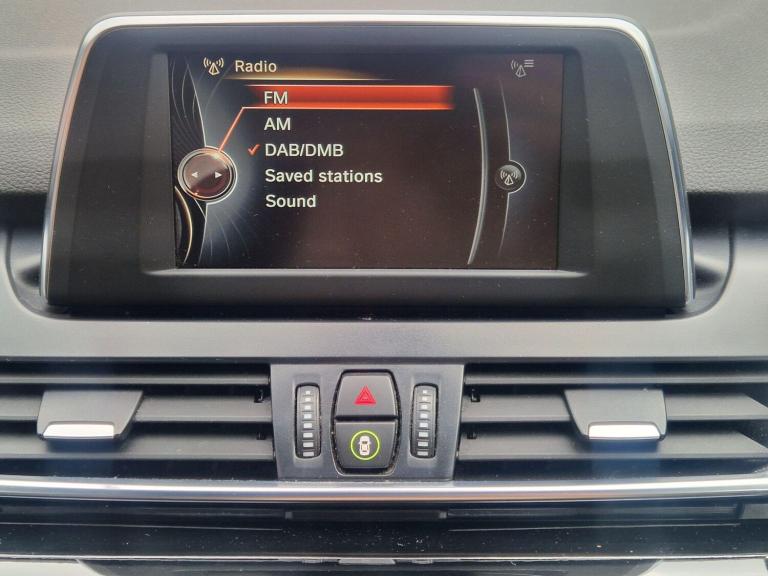 Radio
FM
AM
DAB/DMB
Saved stations
Sound